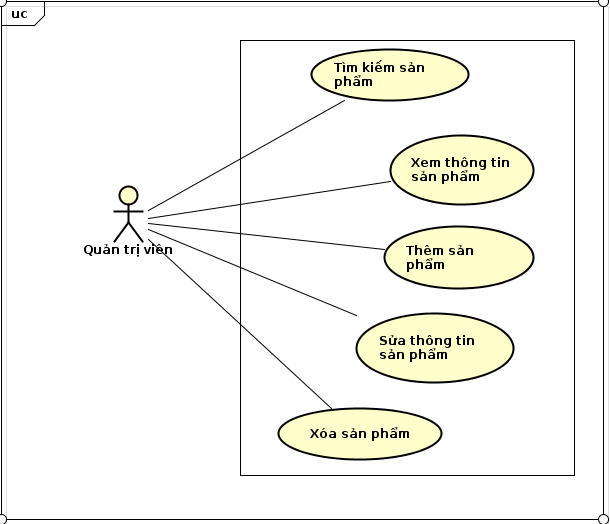 uc
Tìm kiếm sản
phẩm
Xem thông tin
sản phẩm
Quản trị viên
Thêm sản
phẩm
Sửa thông tin
sản phẩm
Xóa sản phẩm